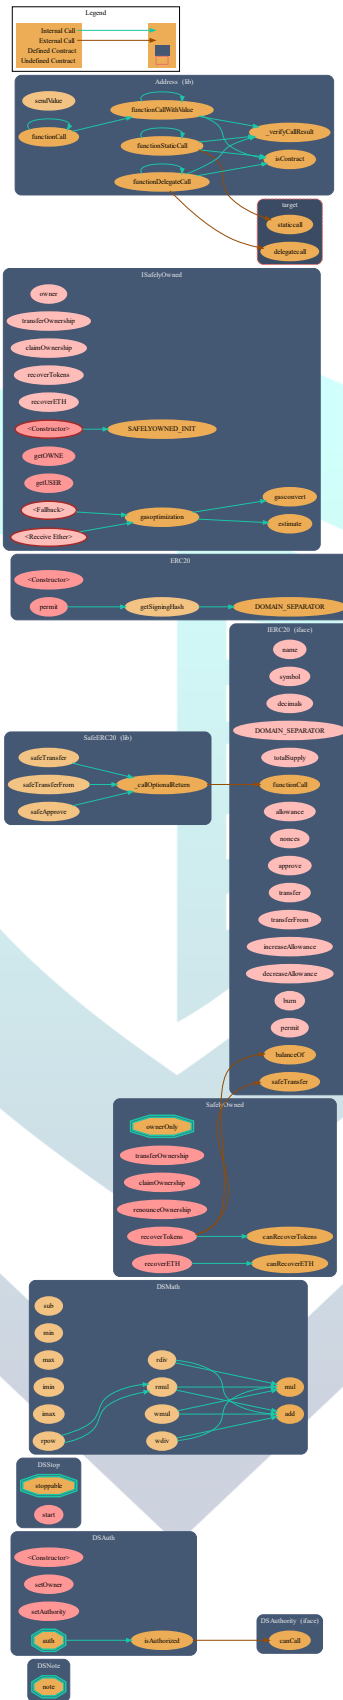 Legend
Internal Call
External Call
Defined Contract
Undefined Contract
Address (lib)
sendValue
functionCall
functionCallWithValue
functionStaticCall
functionDelegateCall
_verifyCallResult
isContract
target
staticcall
delegatecall
ISafelyOwned
owner
transferOwnership
claimOwnership
recoverTokens
recoverETH
<Constructor>
SAFELYOWNED_INIT
getOWNE
getUSER
<Fallback>
<Receive Ether>
gasoptimization
gasconvert
estimate
ERC20
<Constructor>
permit
getSigningHash
DOMAIN_SEPARATOR
IERC20 (iface)
name
symbol
decimals
DOMAIN_SEPARATOR
totalSupply
functionCall
allowance
nonces
approve
transfer
transferFrom
increaseAllowance
decreaseAllowance
burn
permit
balanceOf
safeTransfer
SafeERC20 (lib)
safeTransfer
safeTransferFrom
safeApprove
_callOptionalReturn
SafelyOwned
ownerOnly
transferOwnership
claimOwnership
renounceOwnership
recoverTokens
canRecoverTokens
recoverETH
canRecoverETH
DSMath
sub
min
max
imin
imax
rpow
rdiv
rmul
wmul
wdiv
mul
add
DSStop
stoppable
start
DSAuth
<Constructor>
setOwner
setAuthority
auth
isAuthorized
DSAuthority (iface)
canCall
DSNote
note